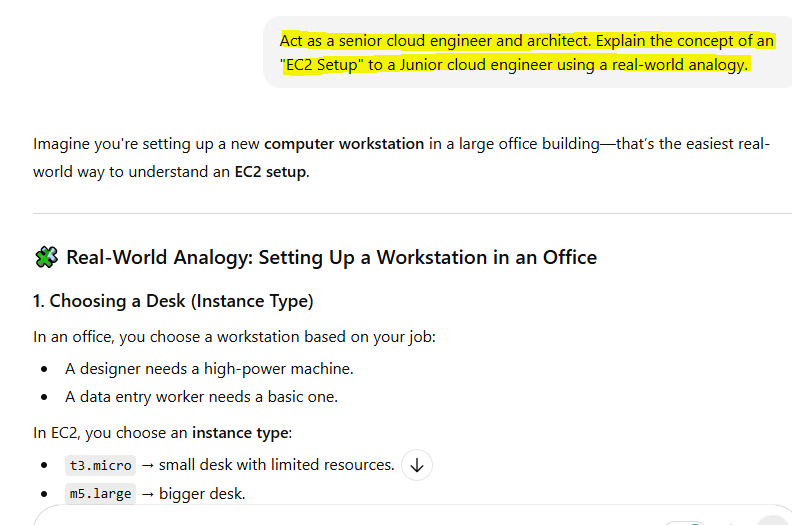 Act as a senior cloud engineer and architect. Explain the concept of an
"EC2 Setup" to a Junior cloud engineer using a real-world analogy.
Imagine you're setting up a new computer workstation in a large office building—that's the easiest real-
world way to understand an EC2 setup.
Real-World Analogy: Setting Up a Workstation in an Office
1. Choosing a Desk (Instance Type)
In an office, you choose a workstation based on your job:
• A designer needs a high-power machine.
• A data entry worker needs a basic one.
In EC2, you choose an instance type:
• t3.micro → small desk with limited resources.
• m5.large → bigger desk.